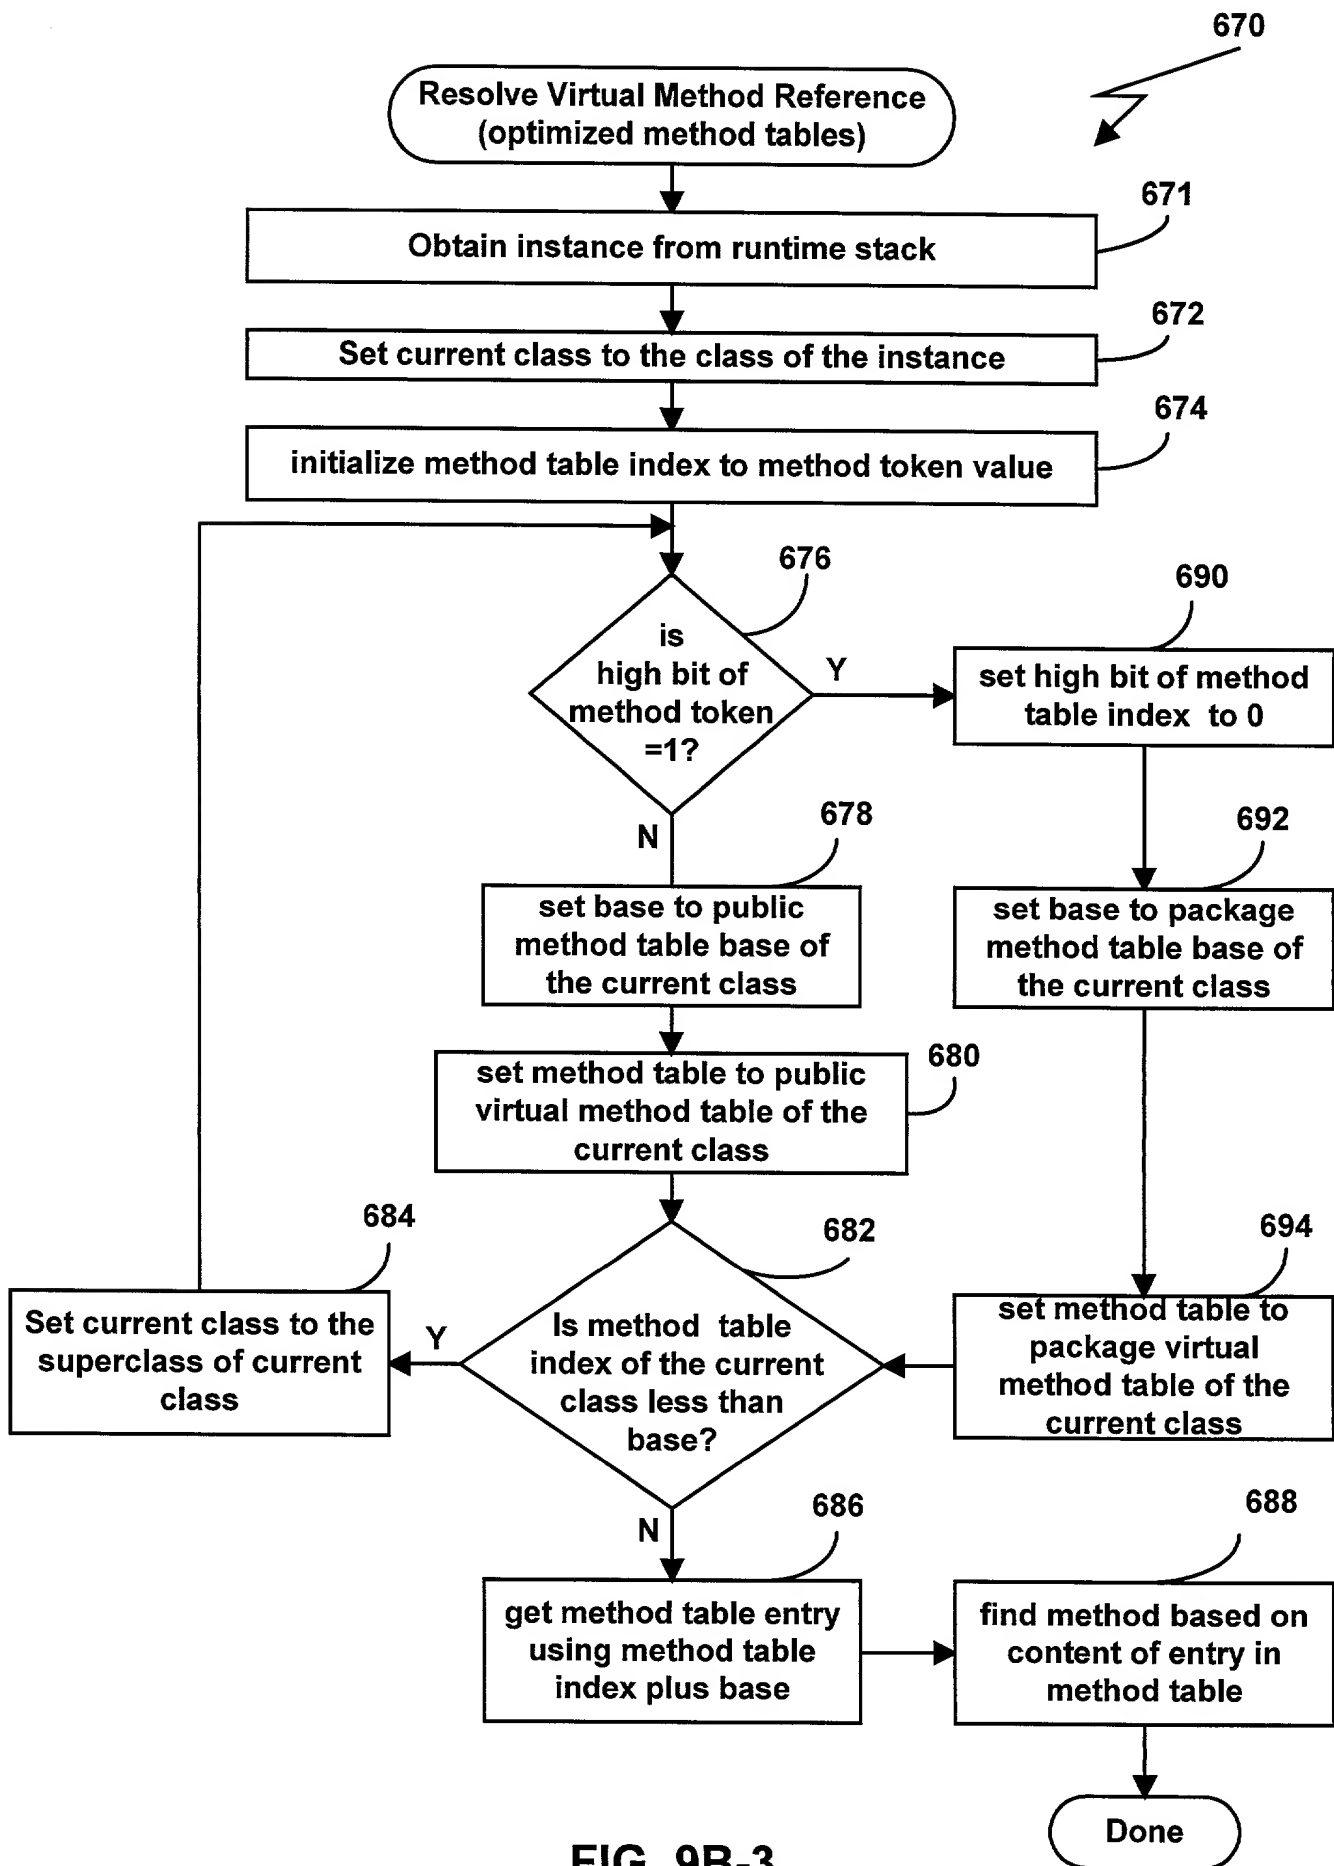 670
Resolve Virtual Method Reference
(optimized method tables)
671
Obtain instance from runtime stack
672
Set current class to the class of the instance
674
initialize method table index to method token value
676
is
high bit of
method token
=1?
Y
690
set high bit of method
table index to 0
N
678
set base to public
method table base of
the current class
692
set base to package
method table base of
the current class
680
set method table to public
virtual method table of the
current class
684
Set current class to the
superclass of current
class
Y
682
Is method table
index of the current
class less than
base?
694
set method table to
package virtual
method table of the
current class
N
686
get method table entry
using method table
index plus base
688
find method based on
content of entry in
method table
Done
FIG. 9B-3